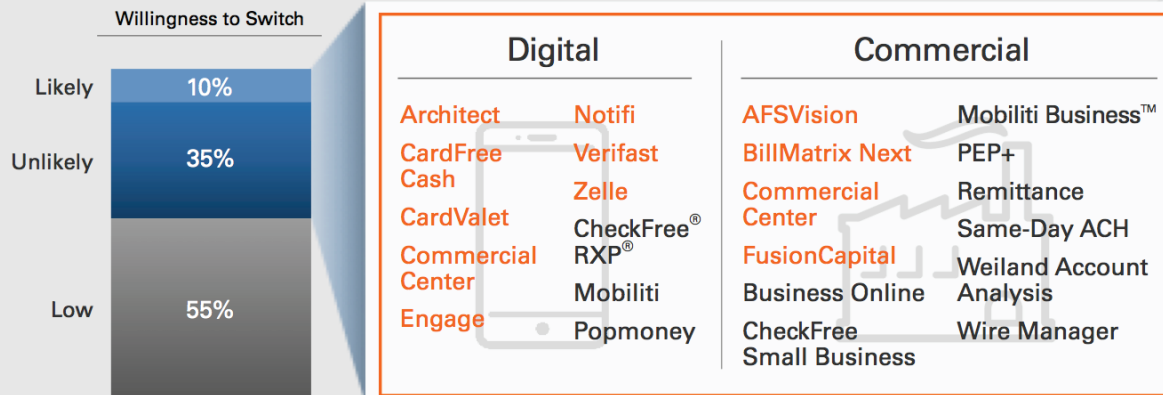 Willingness to Switch
Likely
10%
Unlikely
35%
Low
55%
Digital
Architect
CardFree
Cash
CardValet
Commercial
Center
Engage
Notifi
Verifast
Zelle
CheckFree®
RXP®
Mobiliti
Popmoney
Commercial
AFSVision
BillMatrix Next
Commercial
Center
FusionCapital
Business Online
CheckFree
Small Business
Mobiliti Business™
PEP+
Remittance
Same-Day ACH
Weiland Account
Analysis
Wire Manager